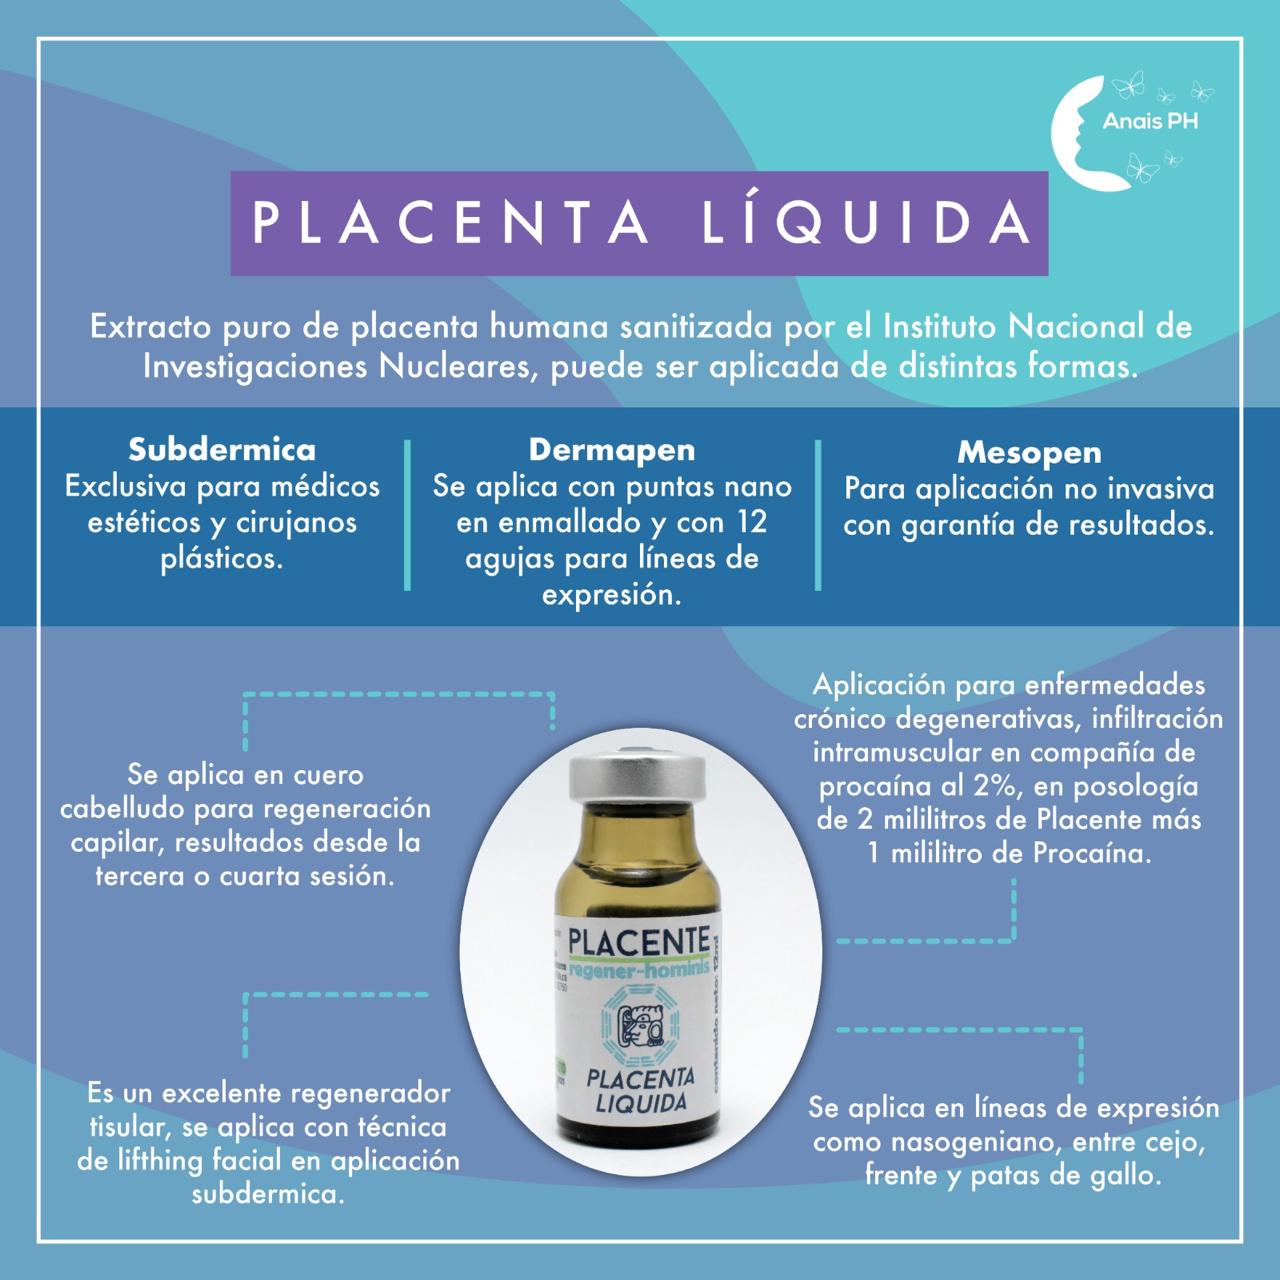 Anais PH
PLACENTA LÍQUIDA
Extracto puro de placenta humana sanitizada por el Instituto Nacional de
Investigaciones Nucleares, puede ser aplicada de distintas formas.
Subdermica
Exclusiva para médicos
estéticos y cirujanos
plásticos.
Dermapen
Se aplica con puntas nano
en enmallado y con 12
agujas para líneas de
expresión.
Mesopen
Para aplicación no invasiva
con garantía de resultados.
Se aplica en cuero
cabelludo para regeneración
capilar, resultados desde la
tercera o cuarta sesión.
Aplicación para enfermedades
crónico degenerativas, infiltración
intramuscular en compañía de
procaína al 2%, en posología
de 2 mililitros de Placente más
1 mililitro de Procaína.
PLACENTE
regener-hominis
contenido neto: 12ml
PLACENTA
LIQUIDA
Es un excelente regenerador
tisular, se aplica con técnica
de lifthing facial en aplicación
subdermica.
Se aplica en líneas de expresión
como nasogeniano, entre cejo,
frente y patas de gallo.